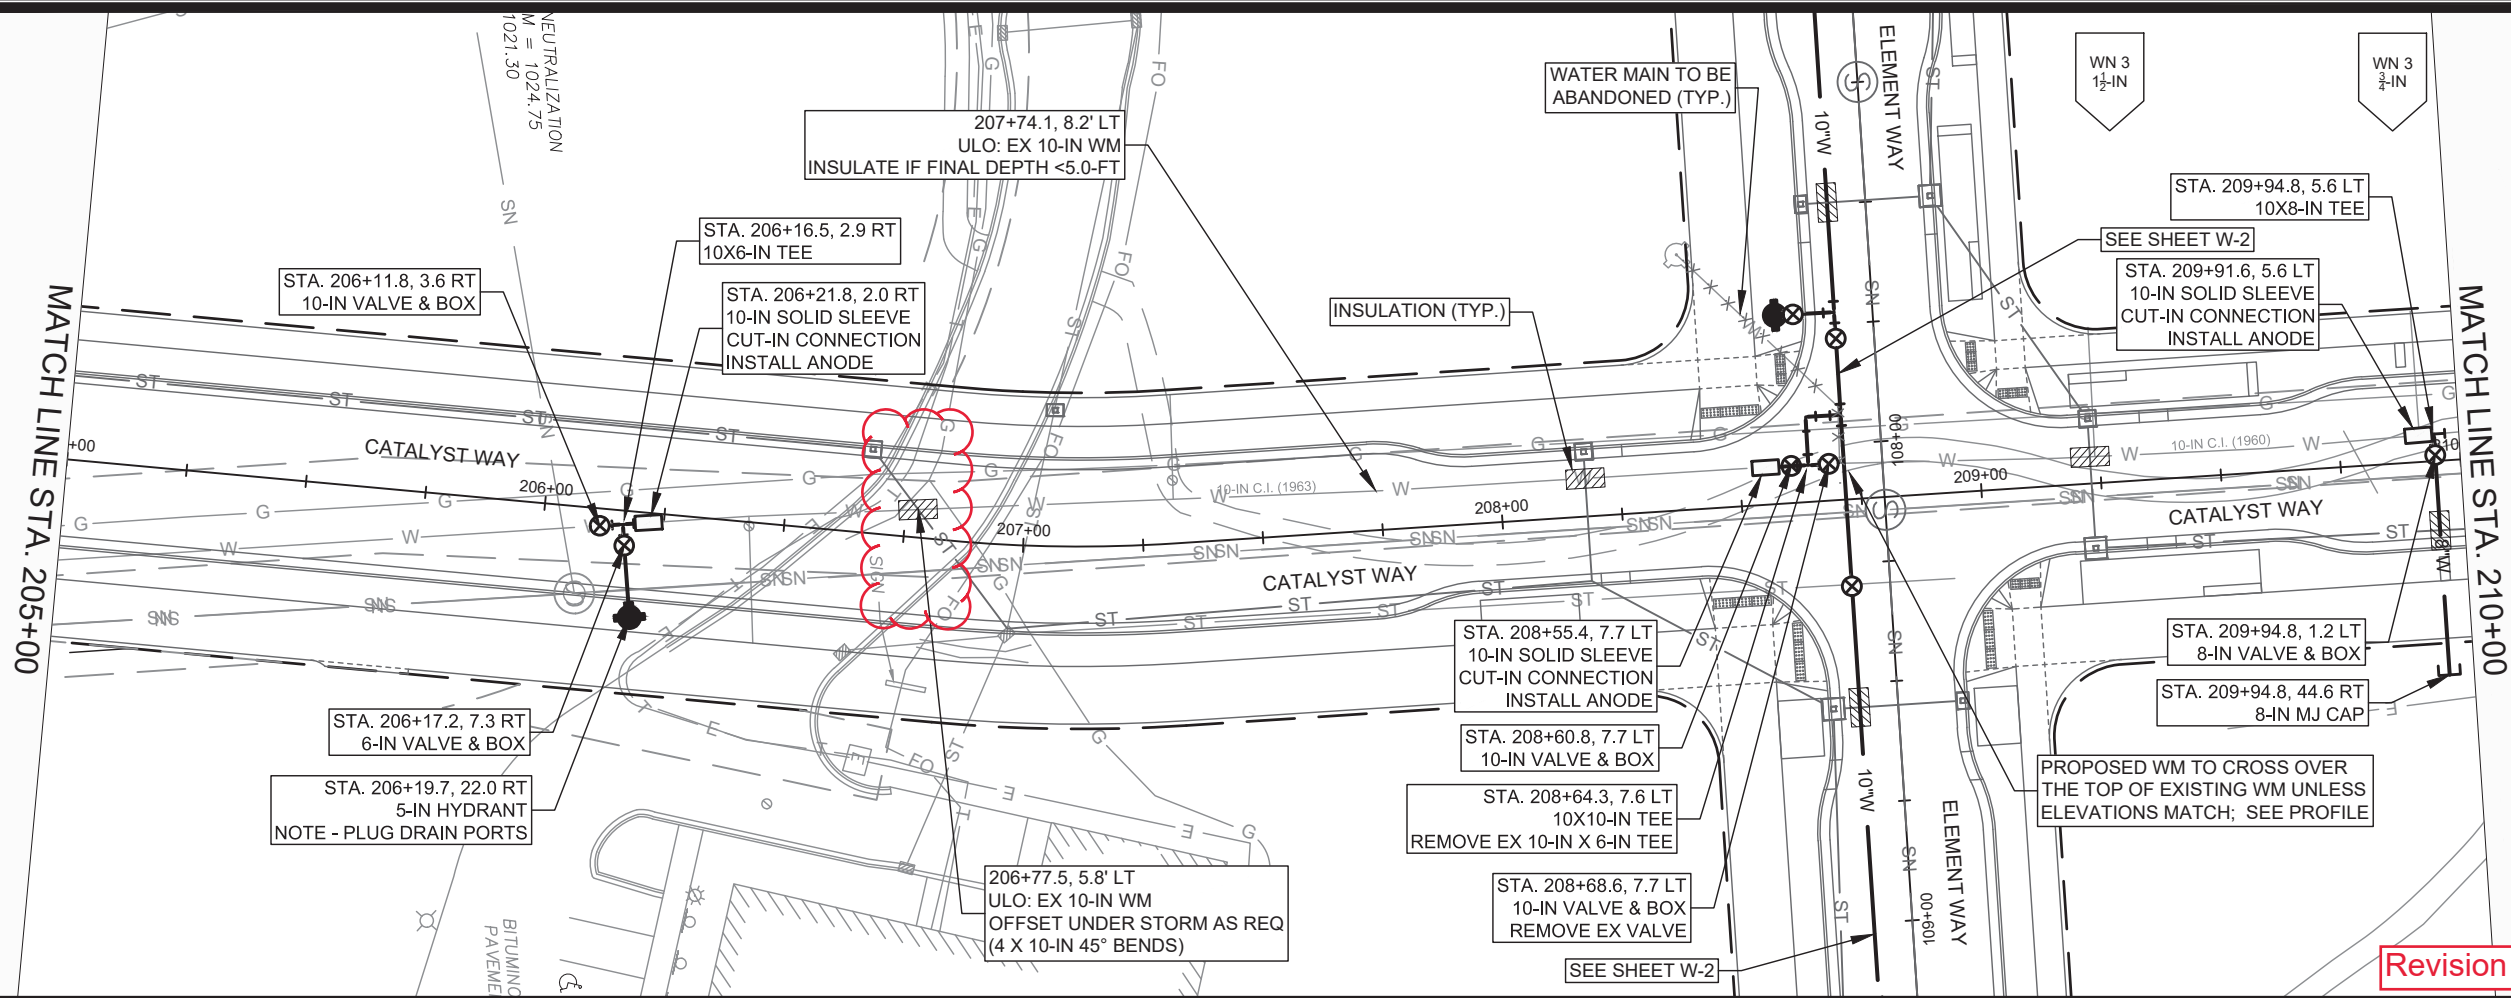 NEUTRALIZATION
M = 1024.75
1021.30
207+74.1, 8.2' LT
ULO: EX 10-IN WM
INSULATE IF FINAL DEPTH <5.0-FT
WATER MAIN TO BE
ABANDONED (TYP.)
ELEMENT WAY
WN 3
1½-IN
WN 3
¾-IN
STA. 206+11.8, 3.6 RT
10-IN VALVE & BOX
STA. 206+16.5, 2.9 RT
10X6-IN TEE
STA. 206+21.8, 2.0 RT
10-IN SOLID SLEEVE
CUT-IN CONNECTION
INSTALL ANODE
INSULATION (TYP.)
10"W
STA. 209+94.8, 5.6 LT
10X8-IN TEE
SEE SHEET W-2
STA. 209+91.6, 5.6 LT
10-IN SOLID SLEEVE
CUT-IN CONNECTION
INSTALL ANODE
MATCH LINE STA. 205+00
MATCH LINE STA. 210+00
+00
CATALYST WAY
206+00
207+00
10-IN C.I. (1963)
208+00
CATALYST WAY
108+00
209+00
10-IN C.I. (1960)
210
CATALYST WAY
8"W
SIGN
STA. 206+17.2, 7.3 RT
6-IN VALVE & BOX
STA. 206+19.7, 22.0 RT
5-IN HYDRANT
NOTE - PLUG DRAIN PORTS
206+77.5, 5.8' LT
ULO: EX 10-IN WM
OFFSET UNDER STORM AS REQ
(4 X 10-IN 45° BENDS)
STA. 208+55.4, 7.7 LT
10-IN SOLID SLEEVE
CUT-IN CONNECTION
INSTALL ANODE
STA. 208+60.8, 7.7 LT
10-IN VALVE & BOX
STA. 208+64.3, 7.6 LT
10X10-IN TEE
REMOVE EX 10-IN X 6-IN TEE
STA. 208+68.6, 7.7 LT
10-IN VALVE & BOX
REMOVE EX VALVE
SEE SHEET W-2
10"W
ELEMENT WAY
109+00
STA. 209+94.8, 1.2 LT
8-IN VALVE & BOX
STA. 209+94.8, 44.6 RT
8-IN MJ CAP
PROPOSED WM TO CROSS OVER
THE TOP OF EXISTING WM UNLESS
ELEVATIONS MATCH; SEE PROFILE
BITUMINO
PAVEME
Revision